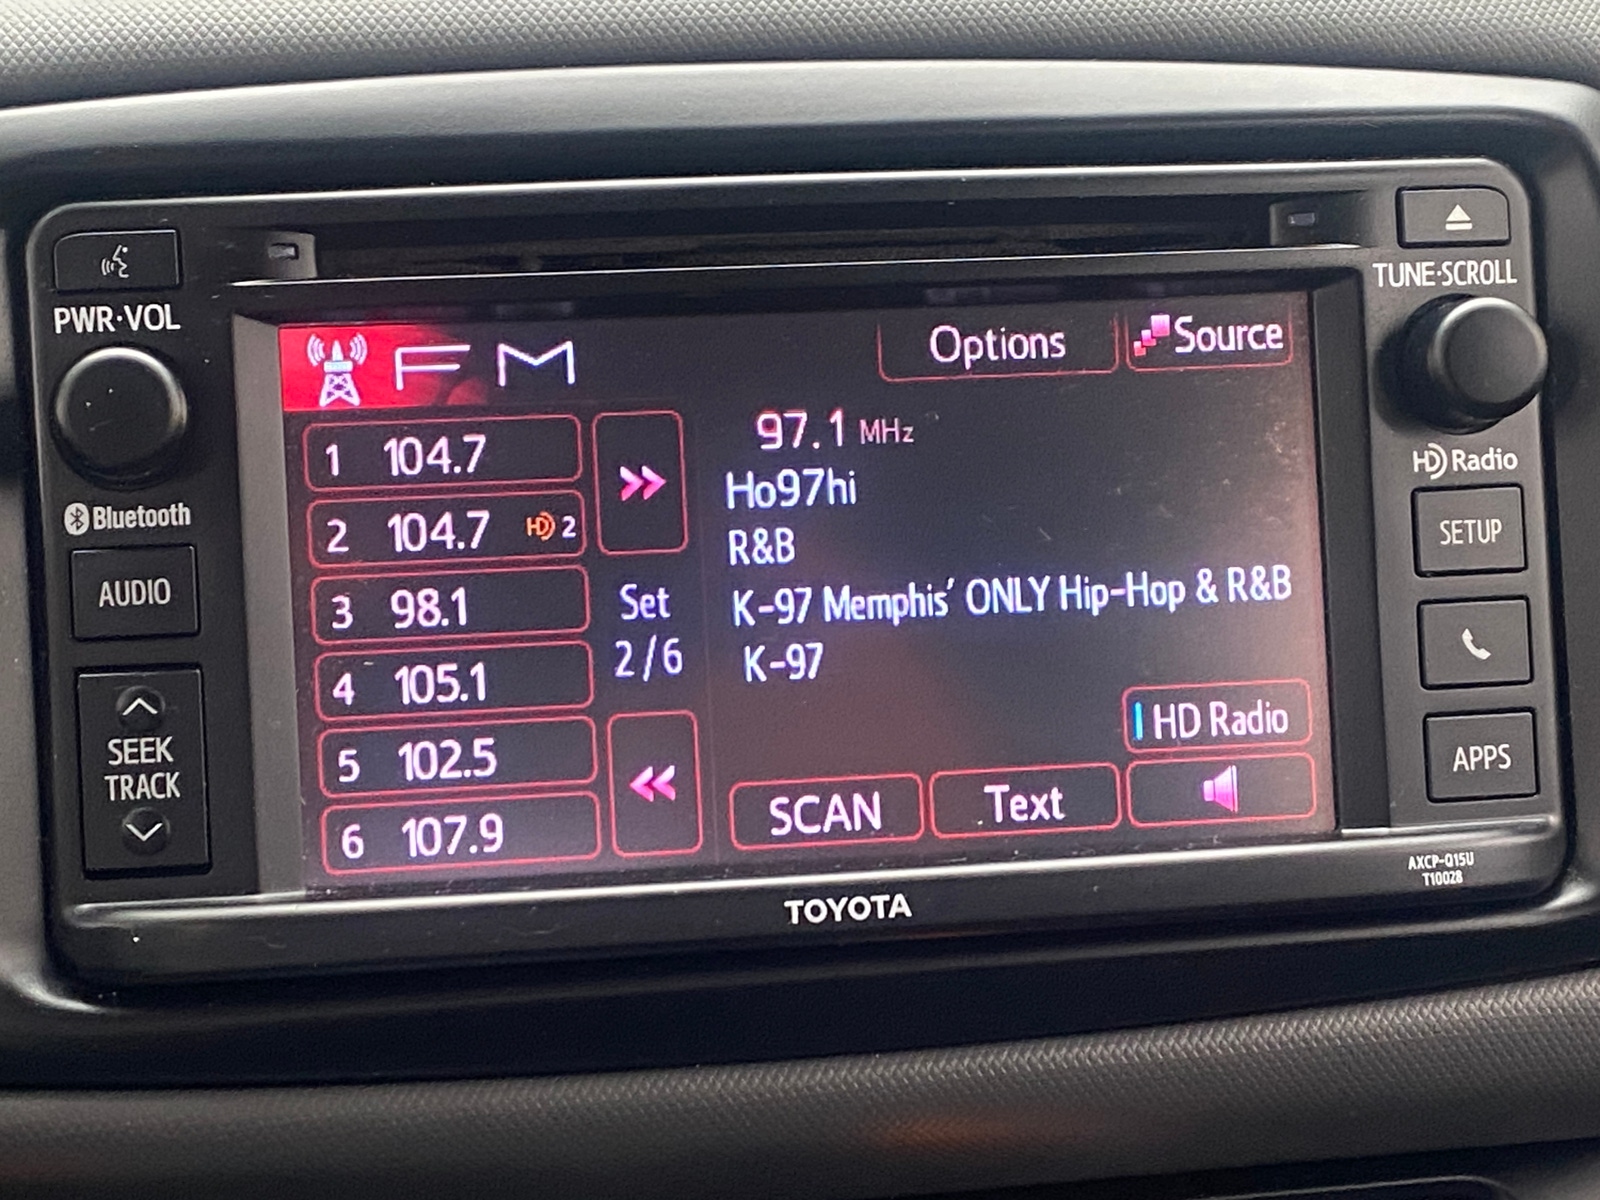 PWR·VOL
TUNE·SCROLL
FM
Options
Source
1 104.7
2 104.7 HD 2
3 98.1
4 105.1
5 102.5
6 107.9
Set
2/6
97.1 MHz
Ho97hi
R&B
K-97 Memphis' ONLY Hip-Hop & R&B
K-97
HD Radio
SCAN
Text
Bluetooth
AUDIO
SEEK
TRACK
HD Radio
SETUP
APPS
AXCP-Q15U
T10028
TOYOTA